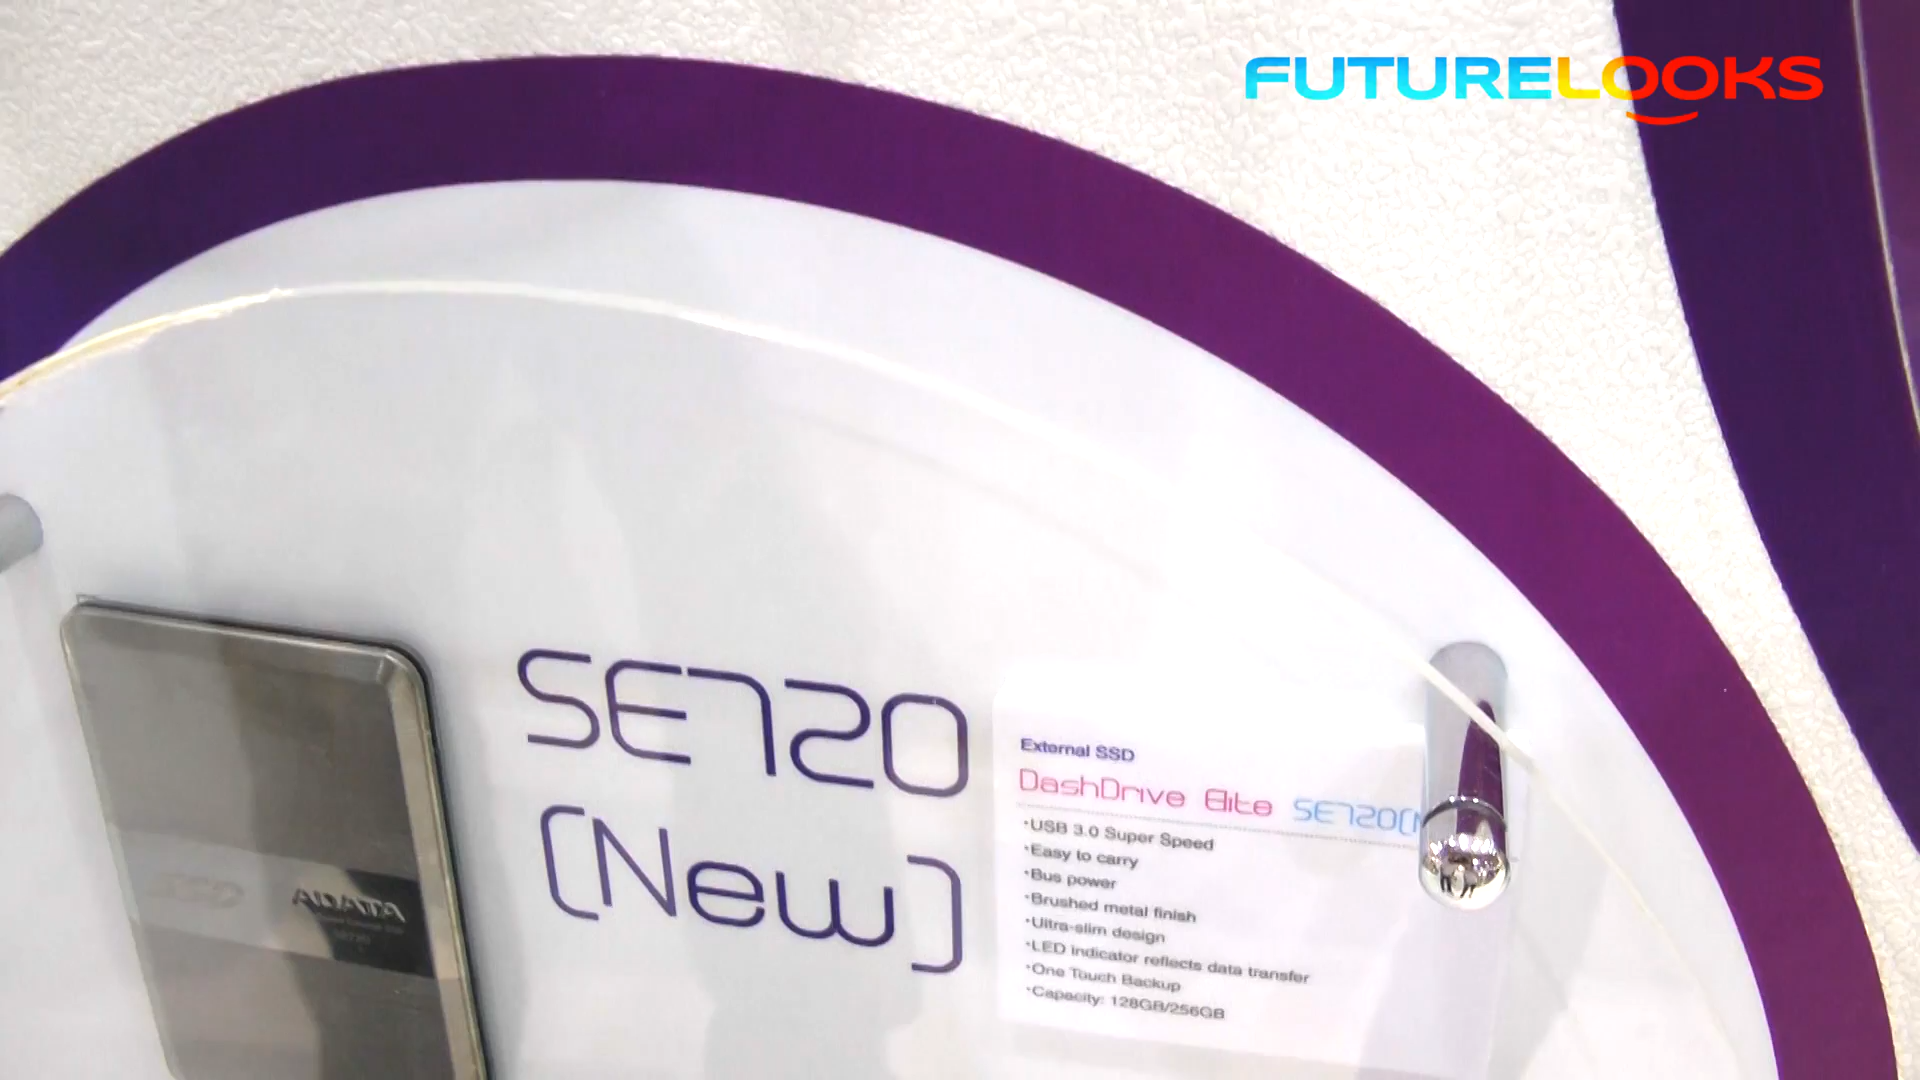 FUTURELOOKS
SE720
(New)
External SSD
DashDrive Elite SE720(
•USB 3.0 Super Speed
•Easy to carry
•Bus power
•Brushed metal finish
•Ultra-slim design
•LED indicator reflects data transfer
•One Touch Backup
•Capacity: 128GB/256GB
ADATA
SE720